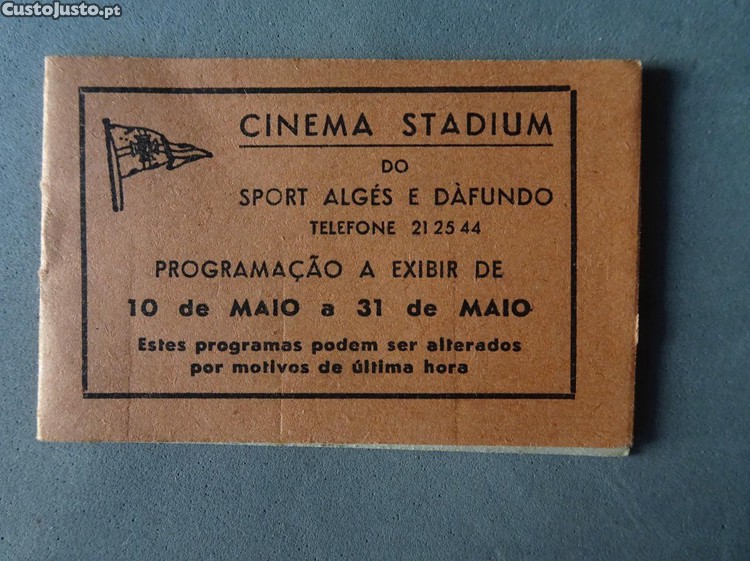 CustoJusto.pt
CINEMA STADIUM
DO
SPORT ALGÉS E DÀFUNDO
TELEFONE 21 25 44
PROGRAMAÇÃO A EXIBIR DE
10 de MAIO a 31 de MAIO
Estes programas podem ser alterados
por motivos de última hora